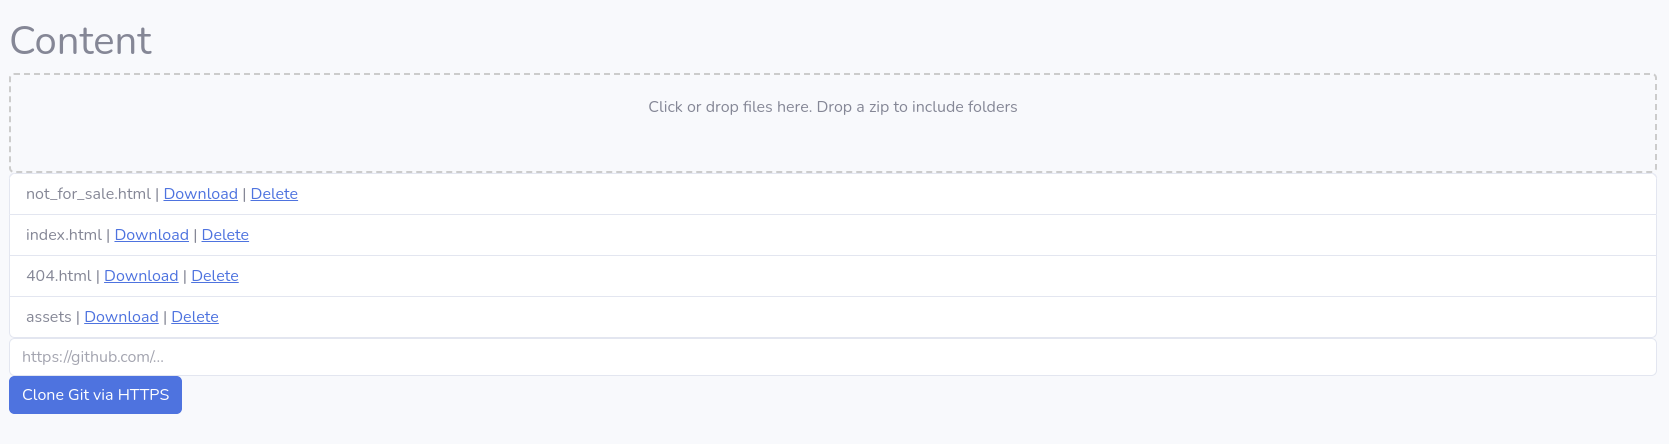 Content
Click or drop files here. Drop a zip to include folders
not_for_sale.html | Download | Delete
index.html | Download | Delete
404.html | Download | Delete
assets | Download | Delete
https://github.com/...
Clone Git via HTTPS